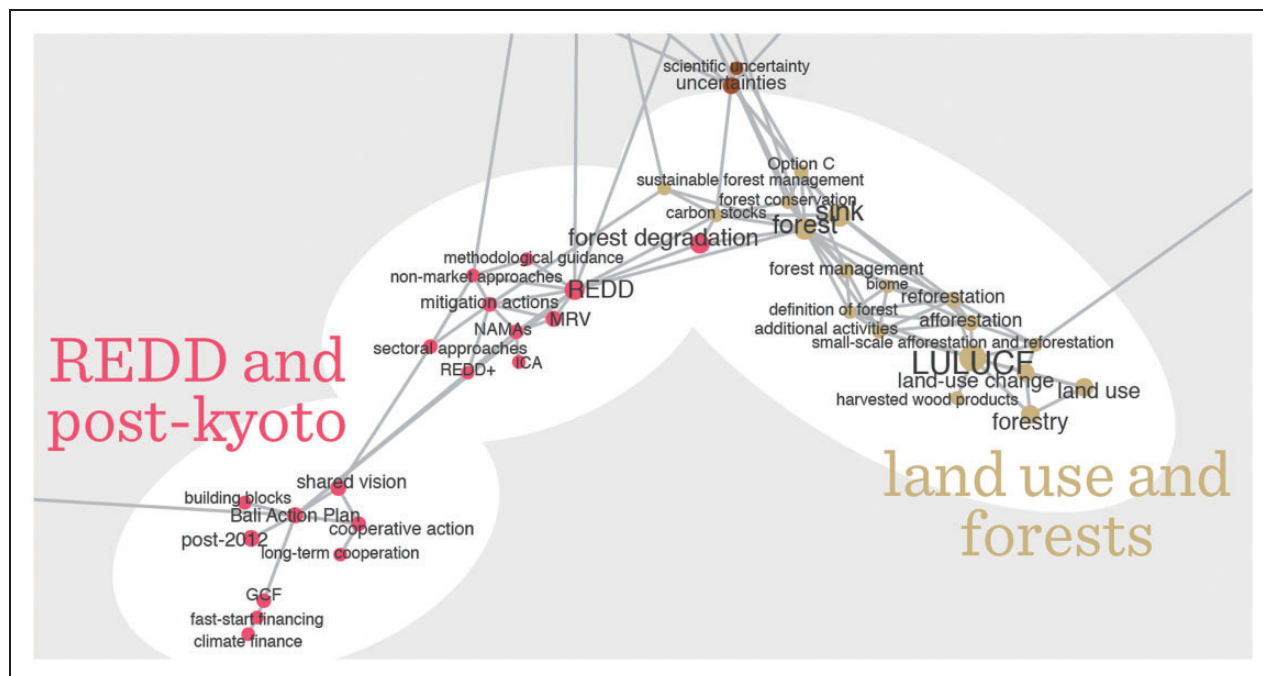 scientific uncertainty
uncertainties
Option C
sustainable forest management
forest conservation
carbon stocks
sink
forest
forest degradation
methodological guidance
non-market approaches
forest management
biome
REDD
reforestation
mitigation actions
definition of forest
MRV
afforestation
NAMAs
additional activities
small-scale afforestation and reforestation
sectoral approaches
ICA
REDD+
LULUCF
land-use change
land use
harvested wood products
forestry
REDD and
post-kyoto
land use and
forests
shared vision
building blocks
Bali Action Plan
cooperative action
post-2012
long-term cooperation
GCF
fast-start financing
climate finance